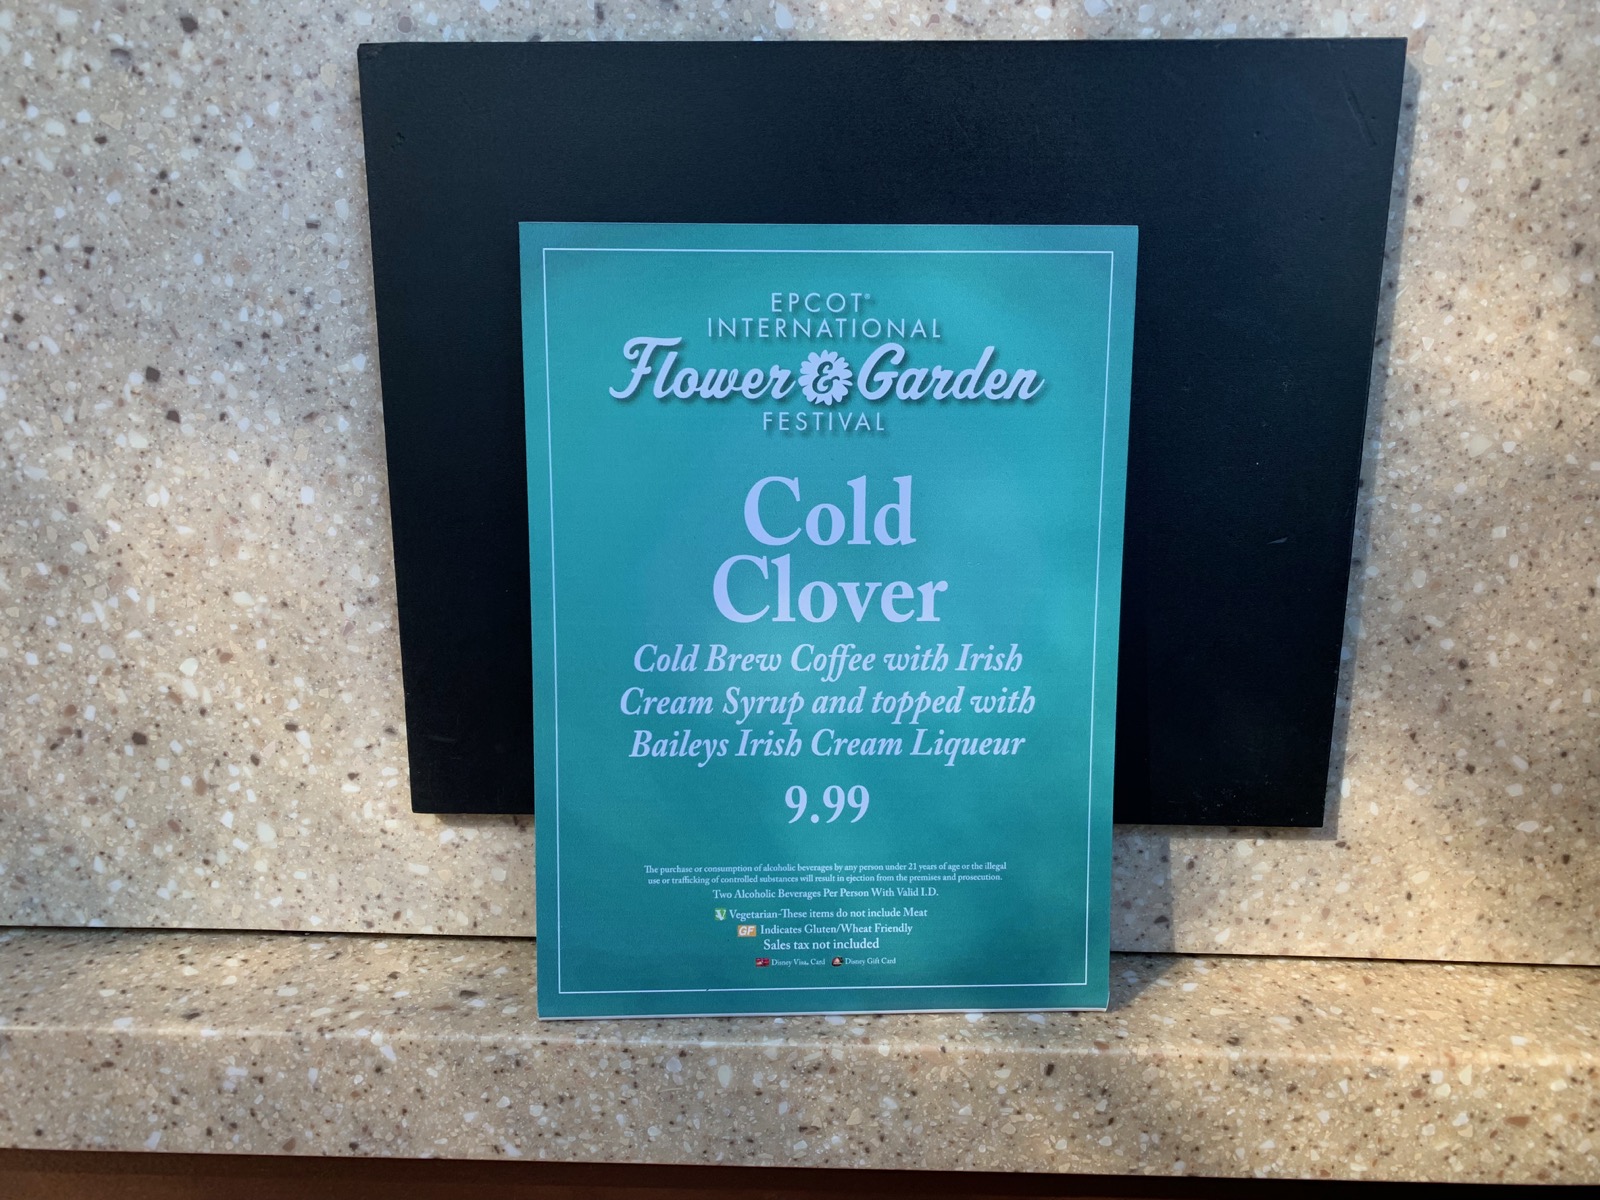 EPCOT®
INTERNATIONAL
Flower & Garden
FESTIVAL
Cold
Clover
Cold Brew Coffee with Irish
Cream Syrup and topped with
Baileys Irish Cream Liqueur
9.99
The purchase or consumption of alcoholic beverages by any person under 21 years of age or the illegal
use or trafficking of controlled substances will result in ejection from the premises and prosecution.
Two Alcoholic Beverages Per Person With Valid I.D.
V Vegetarian-These items do not include Meat
GF Indicates Gluten/Wheat Friendly
Sales tax not included
Disney Visa® Card Disney Gift Card